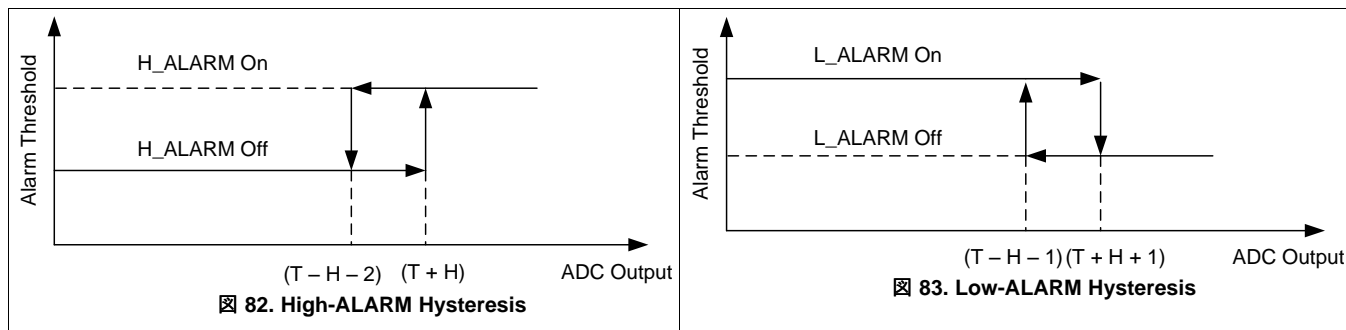 Alarm Threshold
H_ALARM On
H_ALARM Off
(T – H – 2)
(T + H)
ADC Output
図 82. High-ALARM Hysteresis
Alarm Threshold
L_ALARM On
L_ALARM Off
(T – H – 1)
(T + H + 1)
ADC Output
図 83. Low-ALARM Hysteresis